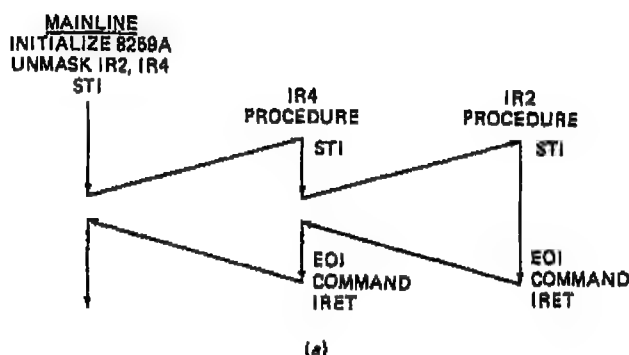 MAINLINE
INITIALIZE 8259A
UNMASK IR2, IR4
STI
IR4
PROCEDURE
STI
EOI
COMMAND
IRET
IR2
PROCEDURE
STI
EOI
COMMAND
IRET
(a)